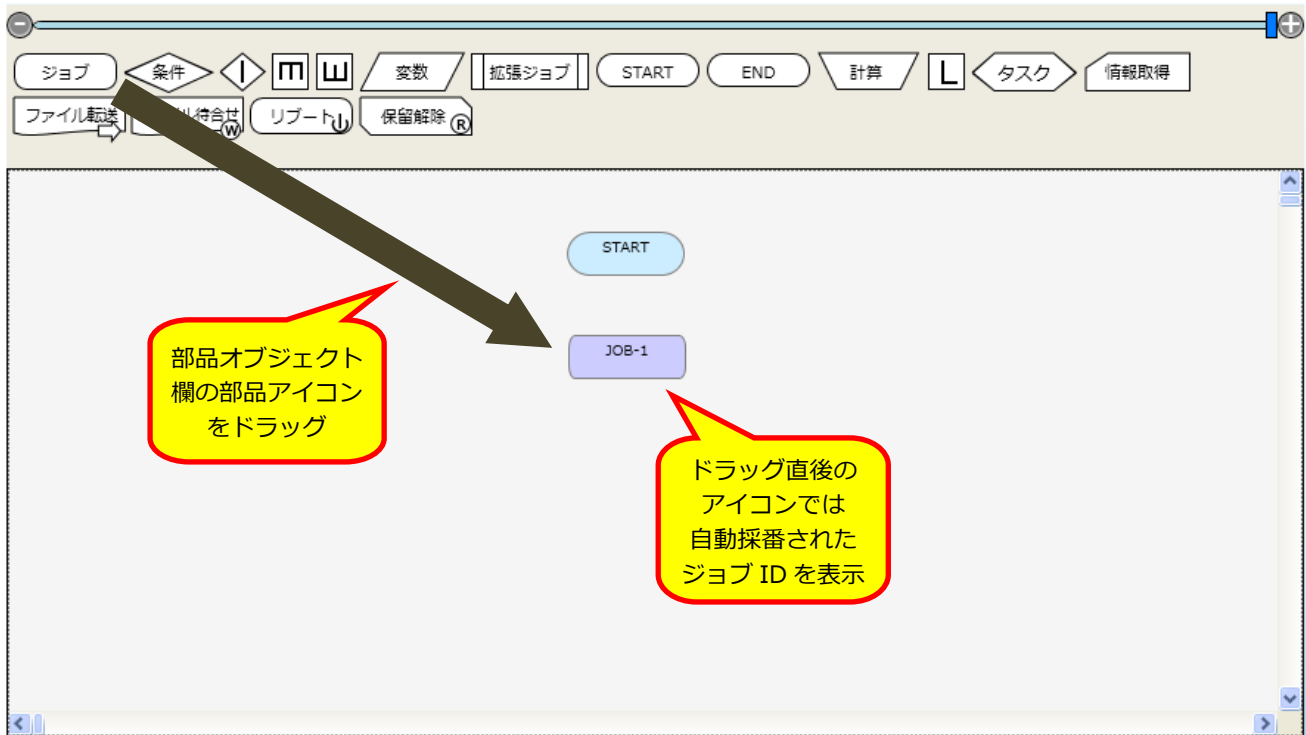 ジョブ 条件 変数 拡張ジョブ START END 計算 L タスク 情報取得
ファイル転送 待合せ W リブート 保留解除 R
START
JOB-1
部品オブジェクト
欄の部品アイコン
をドラッグ
ドラッグ直後の
アイコンでは
自動採番された
ジョブ ID を表示